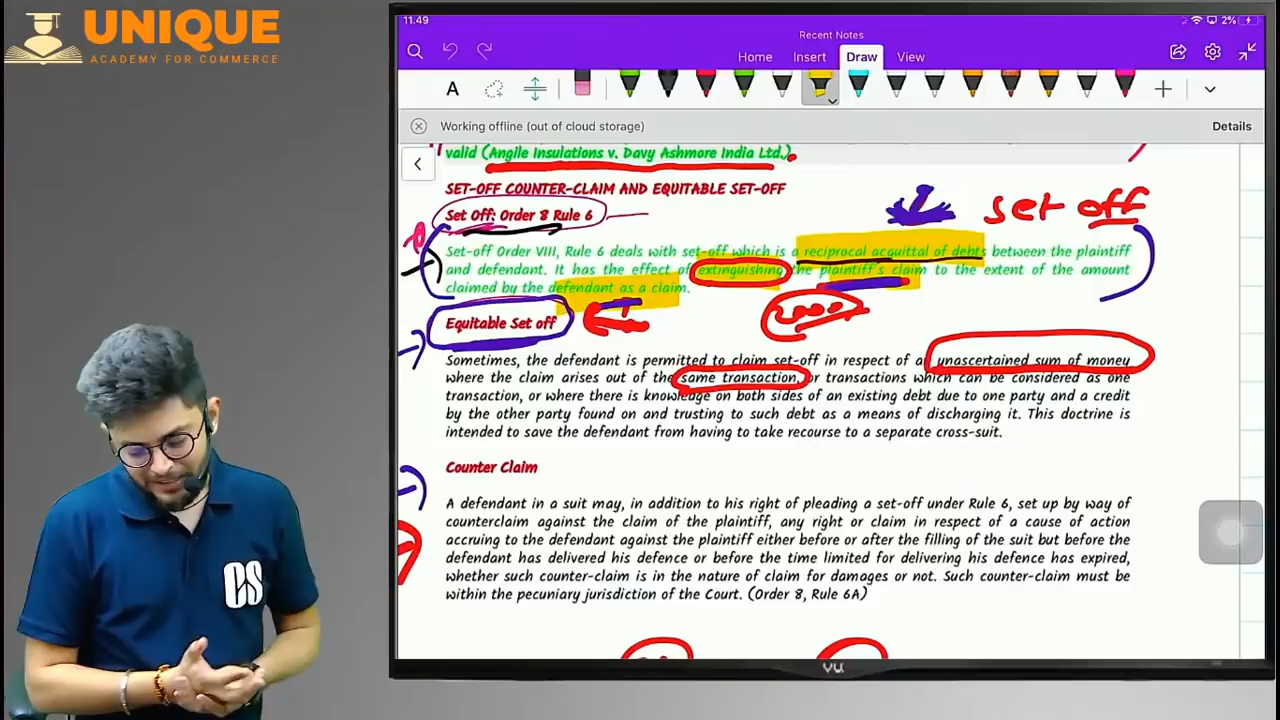 UNIQUE
ACADEMY FOR COMMERCE
11.49
2%
Recent Notes
Home Insert Draw View
A
Working offline (out of cloud storage)
Details
valid (Angile Insulations v. Davy Ashmore India Ltd.).
SET-OFF COUNTER-CLAIM AND EQUITABLE SET-OFF
set off
Set Off: Order 8 Rule 6
Set-off Order VIII, Rule 6 deals with set-off which is a reciprocal acquittal of debts between the plaintiff
and defendant. It has the effect of extinguishing the plaintiff's claim to the extent of the amount
claimed by the defendant as a claim.
Equitable Set off
Sometimes, the defendant is permitted to claim set-off in respect of an unascertained sum of money
where the claim arises out of the same transaction, or transactions which can be considered as one
transaction, or where there is knowledge on both sides of an existing debt due to one party and a credit
by the other party found on and trusting to such debt as a means of discharging it. This doctrine is
intended to save the defendant from having to take recourse to a separate cross-suit.
Counter Claim
A defendant in a suit may, in addition to his right of pleading a set-off under Rule 6, set up by way of
counterclaim against the claim of the plaintiff, any right or claim in respect of a cause of action
accruing to the defendant against the plaintiff either before or after the filling of the suit but before the
defendant has delivered his defence or before the time limited for delivering his defence has expired,
whether such counter-claim is in the nature of claim for damages or not. Such counter-claim must be
within the pecuniary jurisdiction of the Court. (Order 8, Rule 6A)
CS
VU